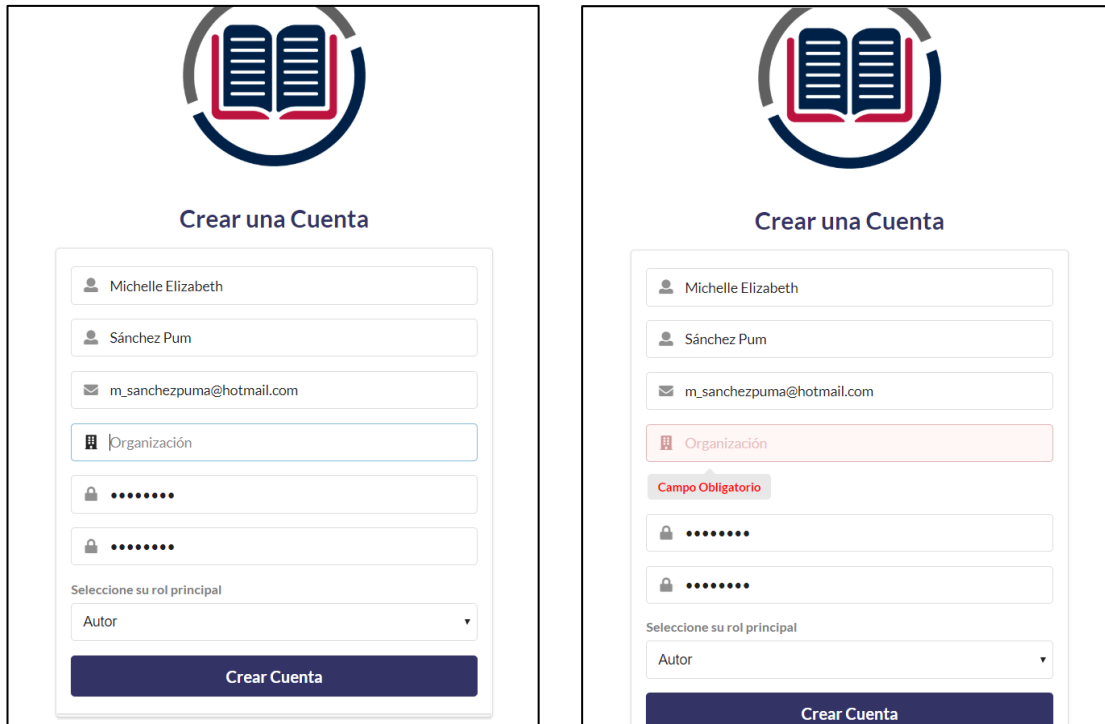 Crear una Cuenta
Michelle Elizabeth
Sánchez Pum
m_sanchezpuma@hotmail.com
Organización
••••••••
••••••••
Seleccione su rol principal
Autor
Crear Cuenta
Crear una Cuenta
Michelle Elizabeth
Sánchez Pum
m_sanchezpuma@hotmail.com
Organización
Campo Obligatorio
••••••••
••••••••
Seleccione su rol principal
Autor
Crear Cuenta